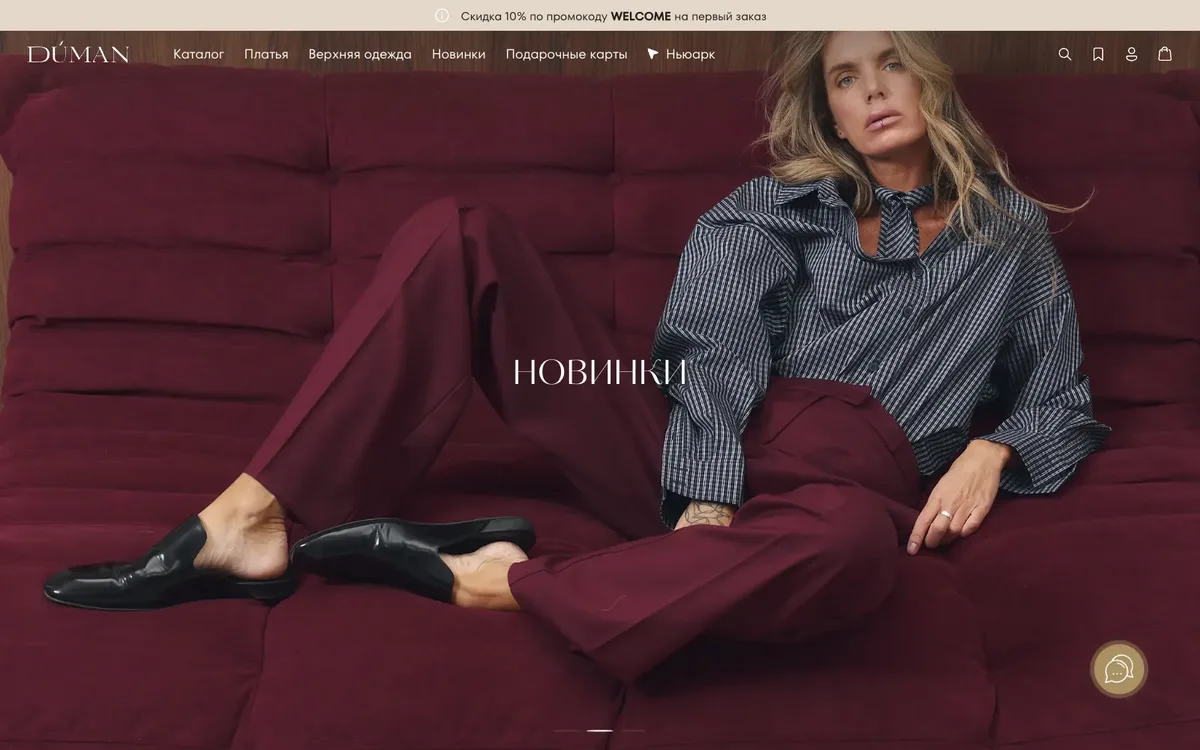 Скидка 10% по промокоду WELCOME на первый заказ
DÚMAN
Каталог Платья Верхняя одежда Новинки Подарочные карты Ньюарк
НОВИНКИ